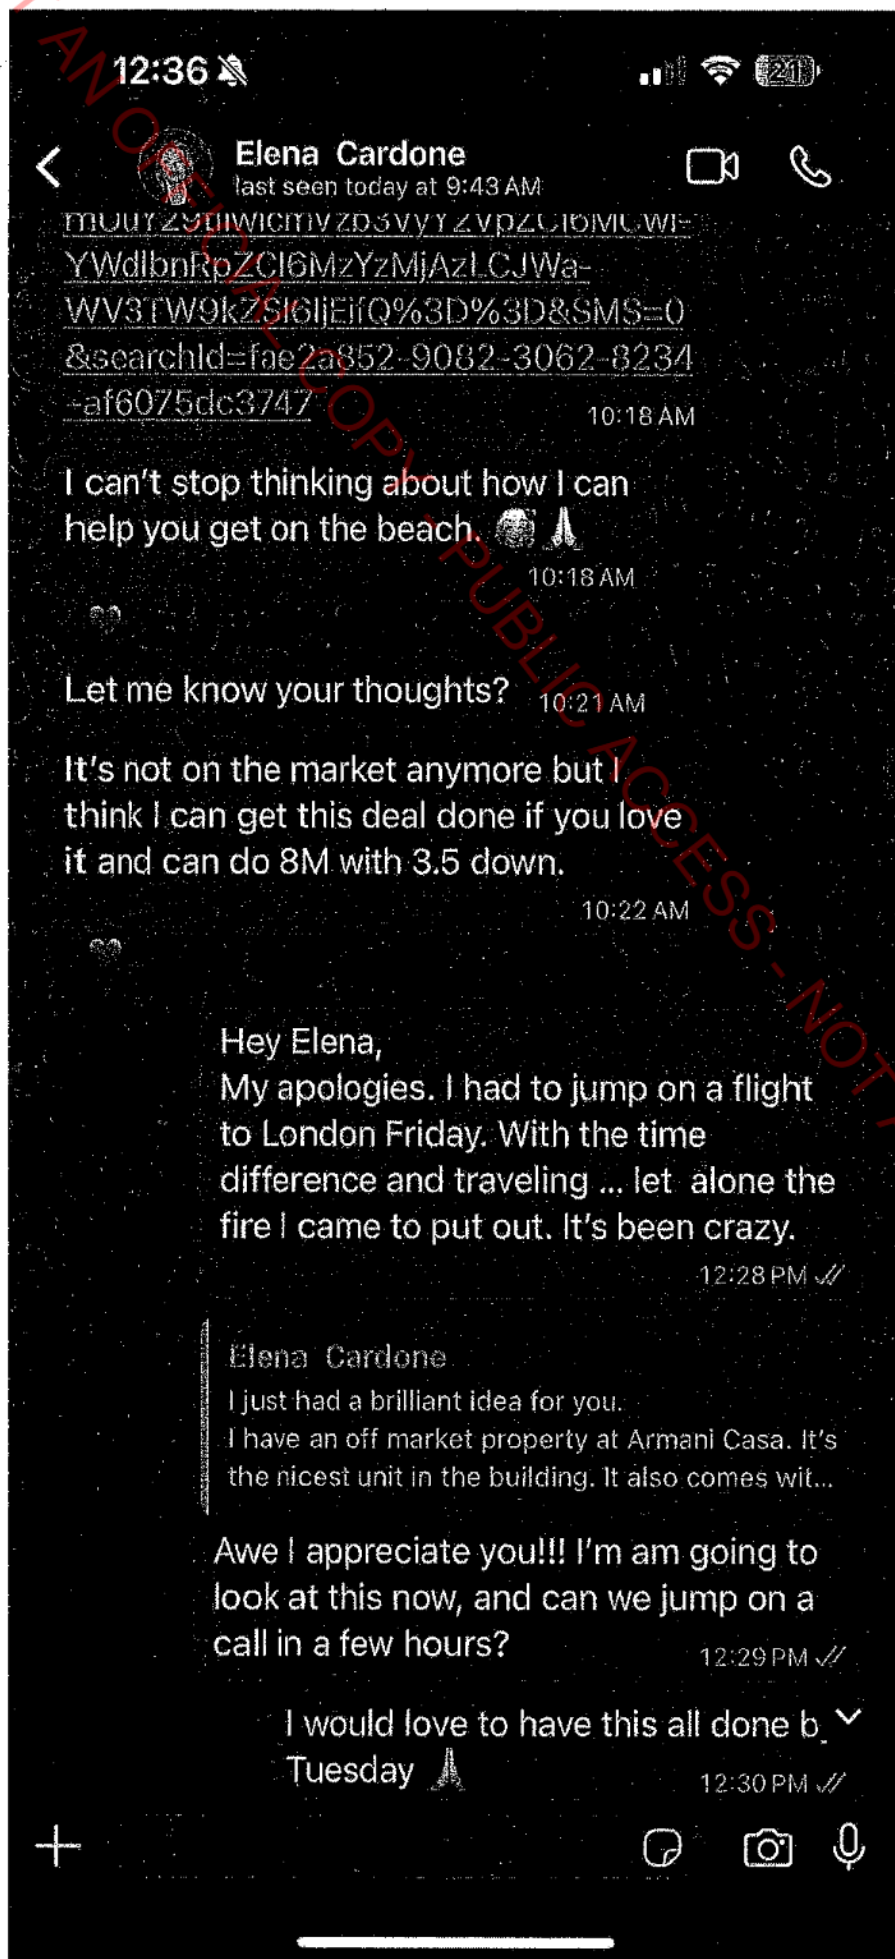 12:36
21
Elena Cardone
last seen today at 9:43 AM
YWdlbnRpZCI6MzYzMjAzLCJWa-
WV3TW9kZSI6IjEifQ%3D%3D&SMS=0
&searchId=fae2a852-9082-3062-8234
-af6075dc3747
10:18 AM
I can't stop thinking about how I can
help you get on the beach 🙏
10:18 AM
Let me know your thoughts?
10:21 AM
It's not on the market anymore but I
think I can get this deal done if you love
it and can do 8M with 3.5 down.
10:22 AM
Hey Elena,
My apologies. I had to jump on a flight
to London Friday. With the time
difference and traveling ... let alone the
fire I came to put out. It's been crazy.
12:28 PM
Elena Cardone
I just had a brilliant idea for you.
I have an off market property at Armani Casa. It's
the nicest unit in the building. It also comes wit...
Awe I appreciate you!!! I'm am going to
look at this now, and can we jump on a
call in a few hours?
12:29 PM
I would love to have this all done b
Tuesday 🙏
12:30 PM
AN OFFICIAL COPY - PUBLIC ACCESS - NOT